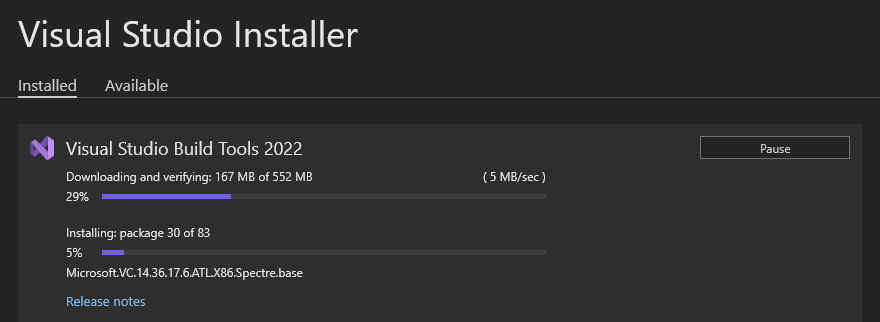 Visual Studio Installer
Installed Available
Visual Studio Build Tools 2022 Pause
Downloading and verifying: 167 MB of 552 MB ( 5 MB/sec )
29%
Installing: package 30 of 83
5%
Microsoft.VC.14.36.17.6.ATL.X86.Spectre.base
Release notes